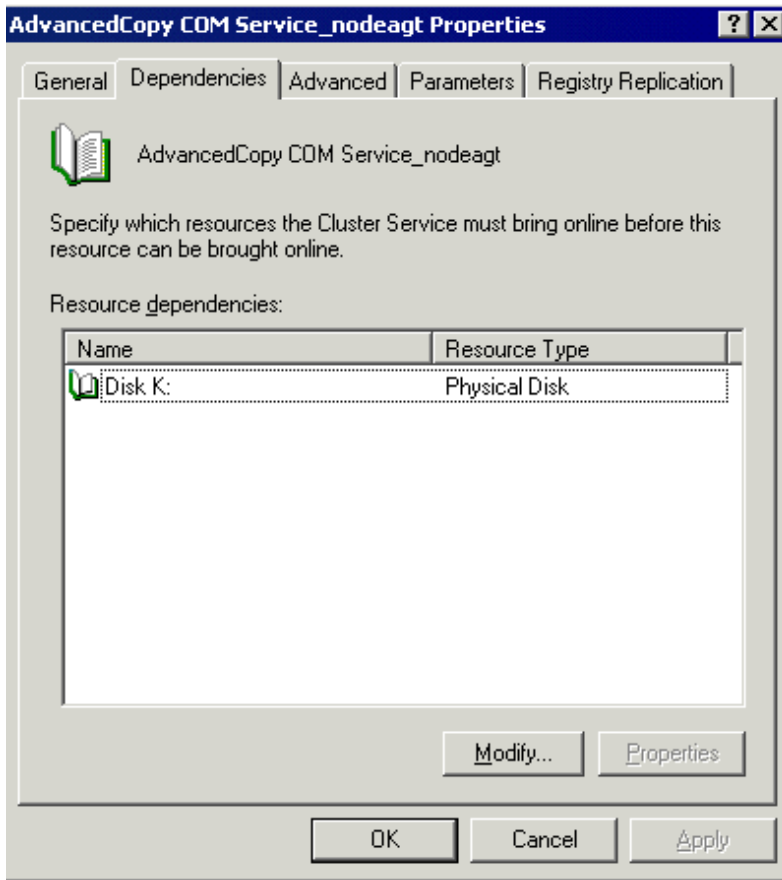 AdvancedCopy COM Service_nodeagt Properties
General Dependencies Advanced Parameters Registry Replication
AdvancedCopy COM Service_nodeagt
Specify which resources the Cluster Service must bring online before this
resource can be brought online.
Resource dependencies:
Name Resource Type
Disk K: Physical Disk
Modify... Properties
OK Cancel Apply